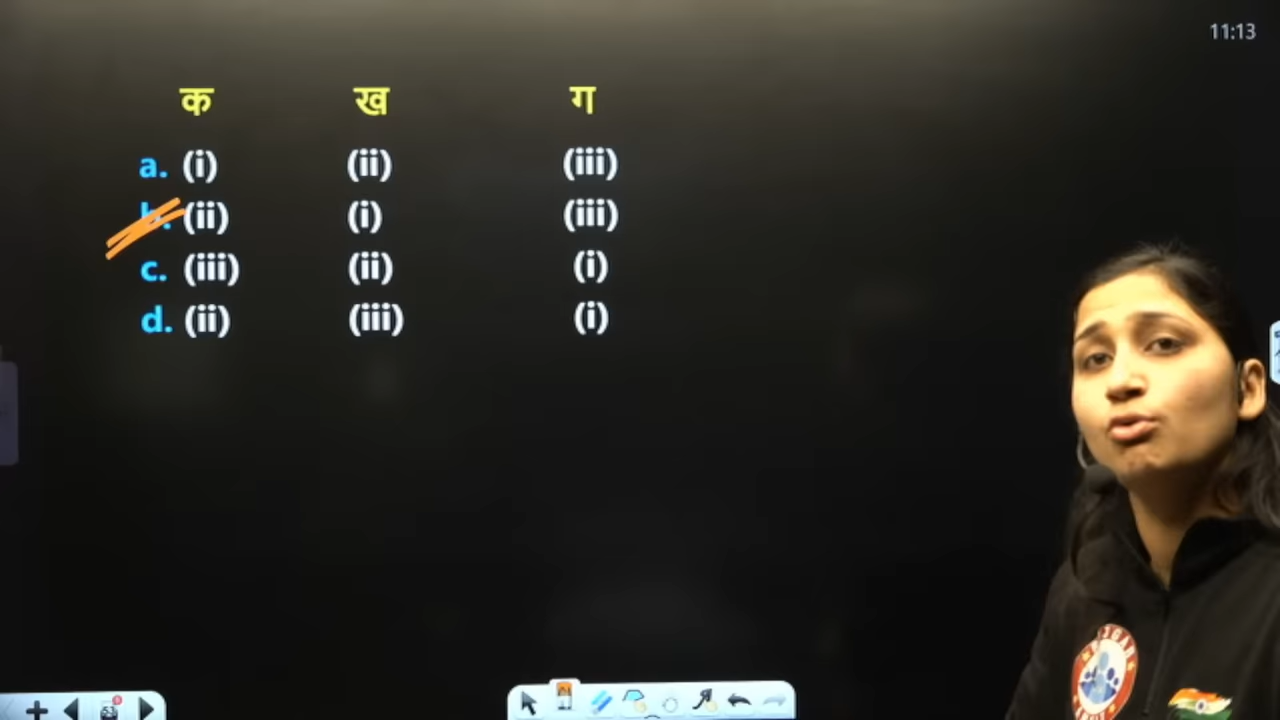 11:13
क ख ग
a. (i) (ii) (iii)
b. (ii) (i) (iii)
c. (iii) (ii) (i)
d. (ii) (iii) (i)